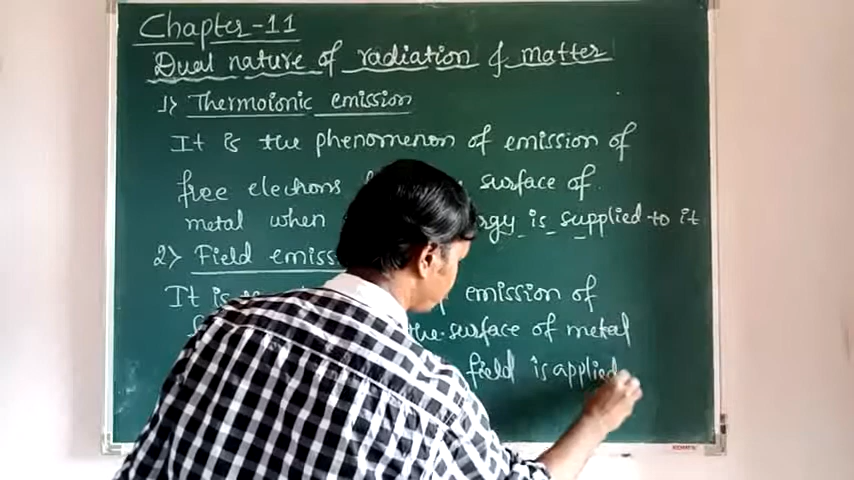 Chapter-11
Dual nature of radiation & matter
1> Thermoionic emission
It is the phenomenon of emission of
free elechons surface of
metal when rgy is supplied to it
2> Field emiss
It is emission of
the surface of metal
field is applied